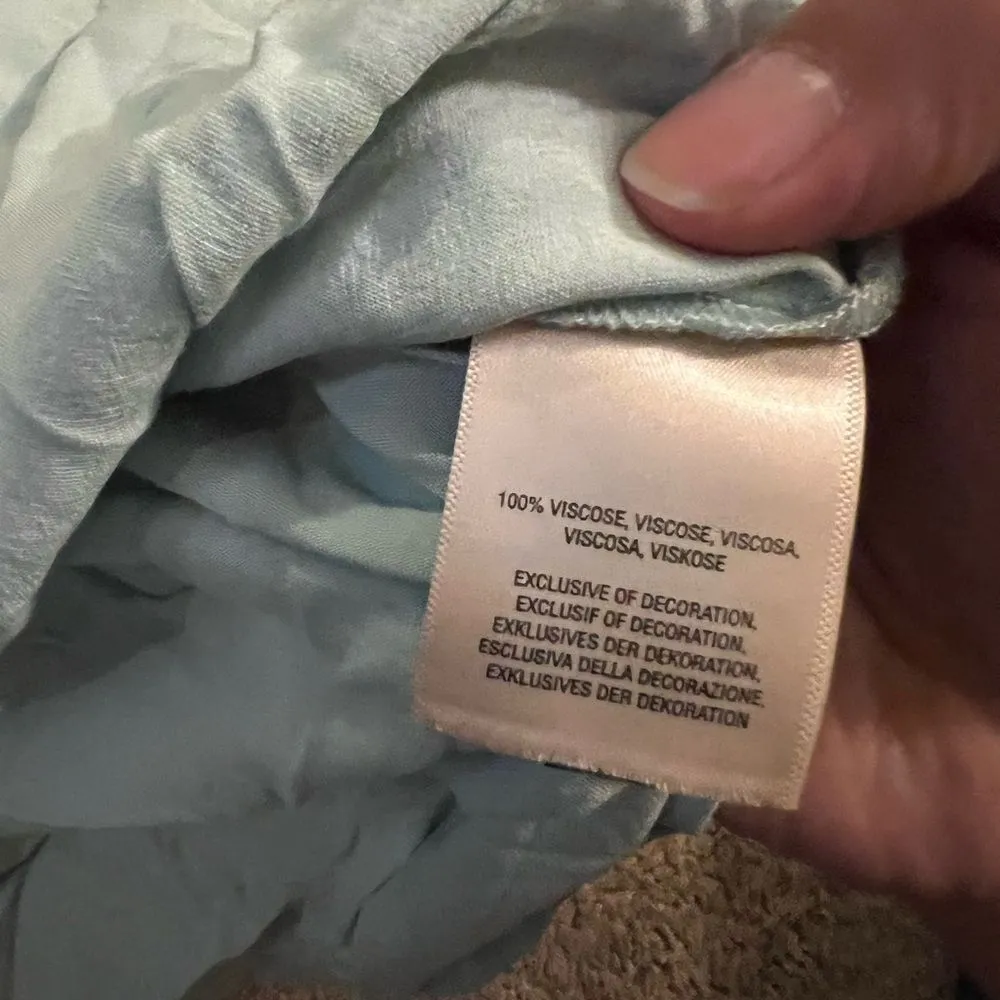 100% VISCOSE, VISCOSE, VISCOSA,
VISCOSA, VISKOSE
EXCLUSIVE OF DECORATION,
EXCLUSIF OF DECORATION,
EXKLUSIVES DER DEKORATION,
ESCLUSIVA DELLA DECORAZIONE,
EXKLUSIVES DER DEKORATION